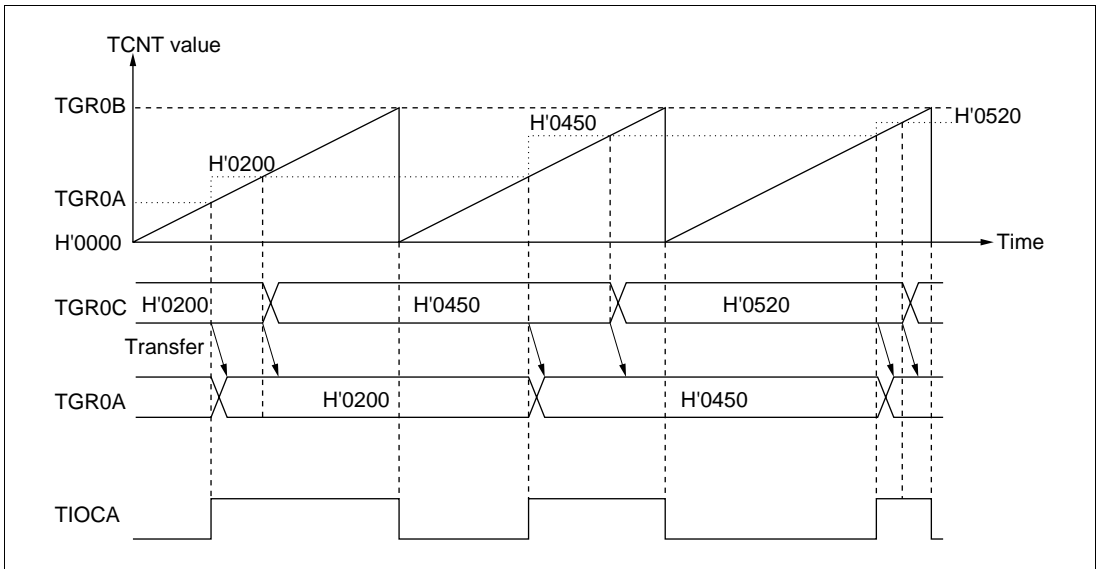 TCNT value
TGR0B
H'0450
H'0520
H'0200
TGR0A
H'0000
Time
TGR0C
H'0200
H'0450
H'0520
Transfer
TGR0A
H'0200
H'0450
TIOCA